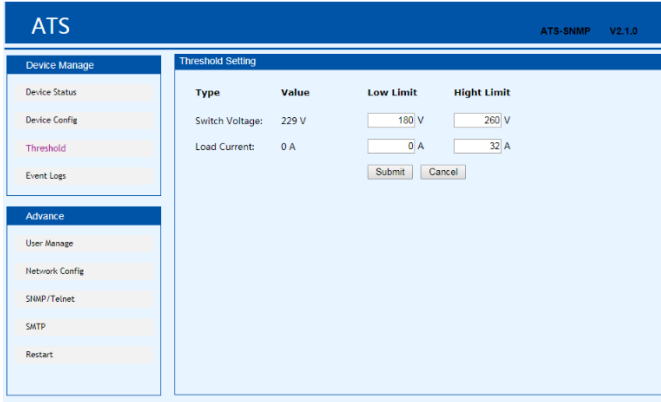 ATS
ATS-SNMP V2.1.0
Device Manage
Device Status
Device Config
Threshold
Event Logs
Advance
User Manage
Network Config
SNMP/Telnet
SMTP
Restart
Threshold Setting
Type Value Low Limit Hight Limit
Switch Voltage: 229 V 180 V 260 V
Load Current: 0 A 0 A 32 A
Submit Cancel